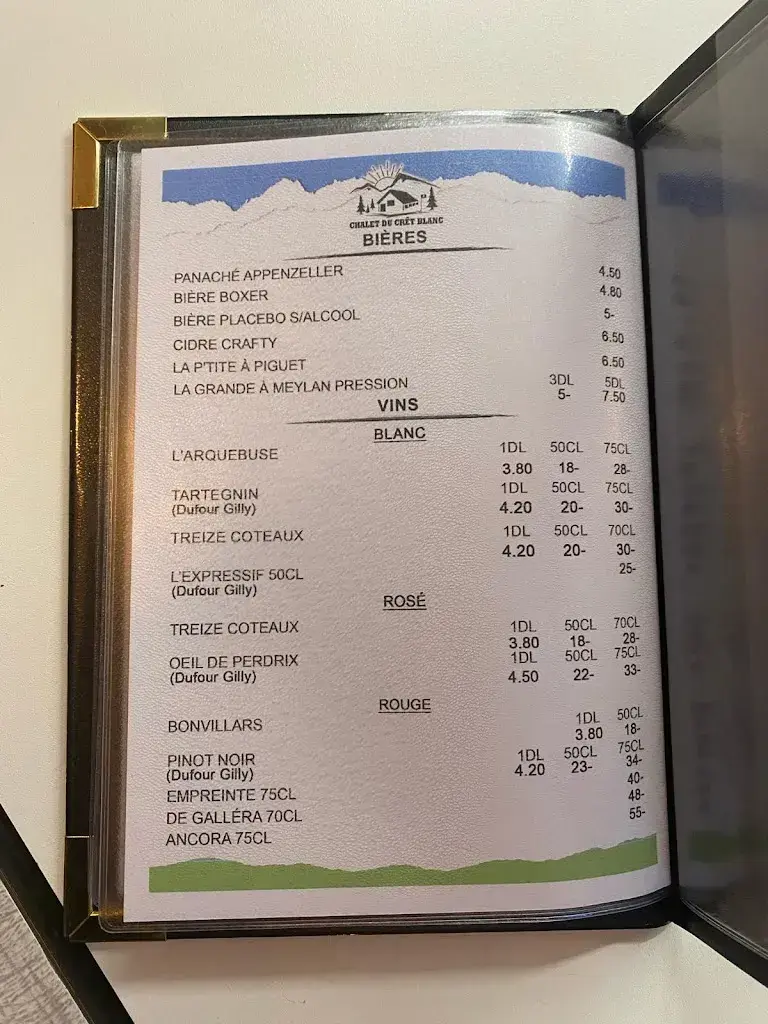 CHALET DU CRÊT BLANC
BIÈRES
PANACHÉ APPENZELLER 4.50
BIÈRE BOXER 4.80
BIÈRE PLACEBO S/ALCOOL 5-
CIDRE CRAFTY 6.50
LA P'TITE À PIGUET 6.50
LA GRANDE À MEYLAN PRESSION 3DL 5DL
5- 7.50
VINS
BLANC
L'ARQUEBUSE 1DL 50CL 75CL
3.80 18- 28-
TARTEGNIN 1DL 50CL 75CL
(Dufour Gilly) 4.20 20- 30-
TREIZE COTEAUX 1DL 50CL 70CL
4.20 20- 30-
L'EXPRESSIF 50CL 25-
(Dufour Gilly)
ROSÉ
TREIZE COTEAUX 1DL 50CL 70CL
3.80 18- 28-
OEIL DE PERDRIX 1DL 50CL 75CL
(Dufour Gilly) 4.50 22- 33-
ROUGE
BONVILLARS 1DL 50CL
3.80 18-
PINOT NOIR 1DL 50CL 75CL
(Dufour Gilly) 4.20 23- 34-
EMPREINTE 75CL 40-
DE GALLÉRA 70CL 48-
ANCORA 75CL 55-